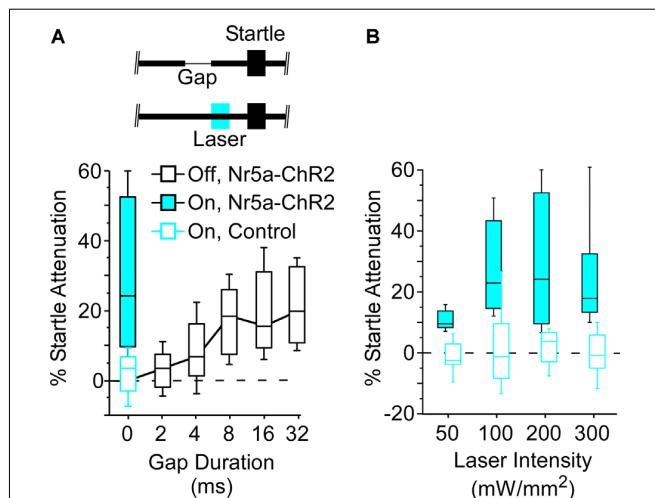 A
Startle
Gap
Laser
% Startle Attenuation
60
40
20
0
Off, Nr5a-ChR2
On, Nr5a-ChR2
On, Control
0 2 4 8 16 32
Gap Duration
(ms)
B
% Startle Attenuation
60
40
20
0
-20
50 100 200 300
Laser Intensity
(mW/mm²)